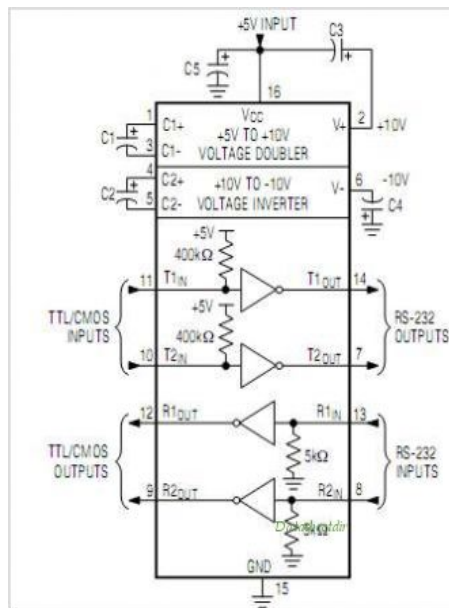 +5V INPUT
C3
C5
16
1
C1+
VCC
V+
2
+10V
C1
+5V TO +10V
3
C1-
VOLTAGE DOUBLER
4
C2+
+10V TO -10V
V-
6
-10V
C2
5
C2-
VOLTAGE INVERTER
C4
+5V
400kΩ
11
T1IN
T1OUT
14
+5V
TTL/CMOS
INPUTS
400kΩ
RS-232
OUTPUTS
10
T2IN
T2OUT
7
12
R1OUT
R1IN
13
TTL/CMOS
OUTPUTS
5kΩ
RS-232
INPUTS
9
R2OUT
R2IN
8
5kΩ
GND
15